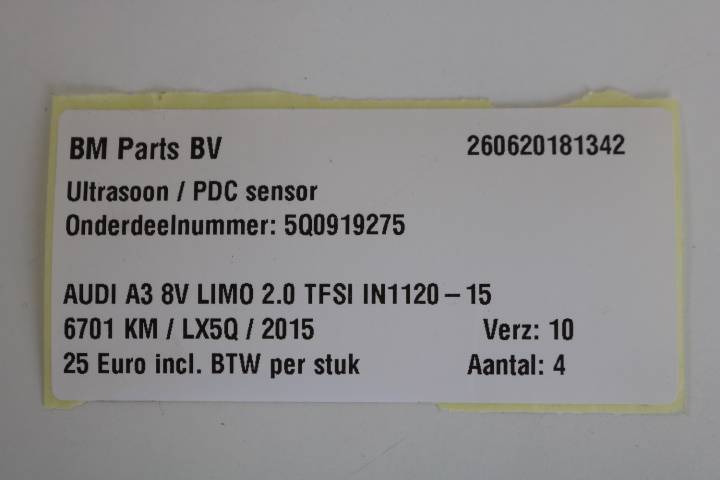 BM Parts BV 260620181342
Ultrasoon / PDC sensor
Onderdeelnummer: 5Q0919275
AUDI A3 8V LIMO 2.0 TFSI IN1120 – 15
6701 KM / LX5Q / 2015 Verz: 10
25 Euro incl. BTW per stuk Aantal: 4